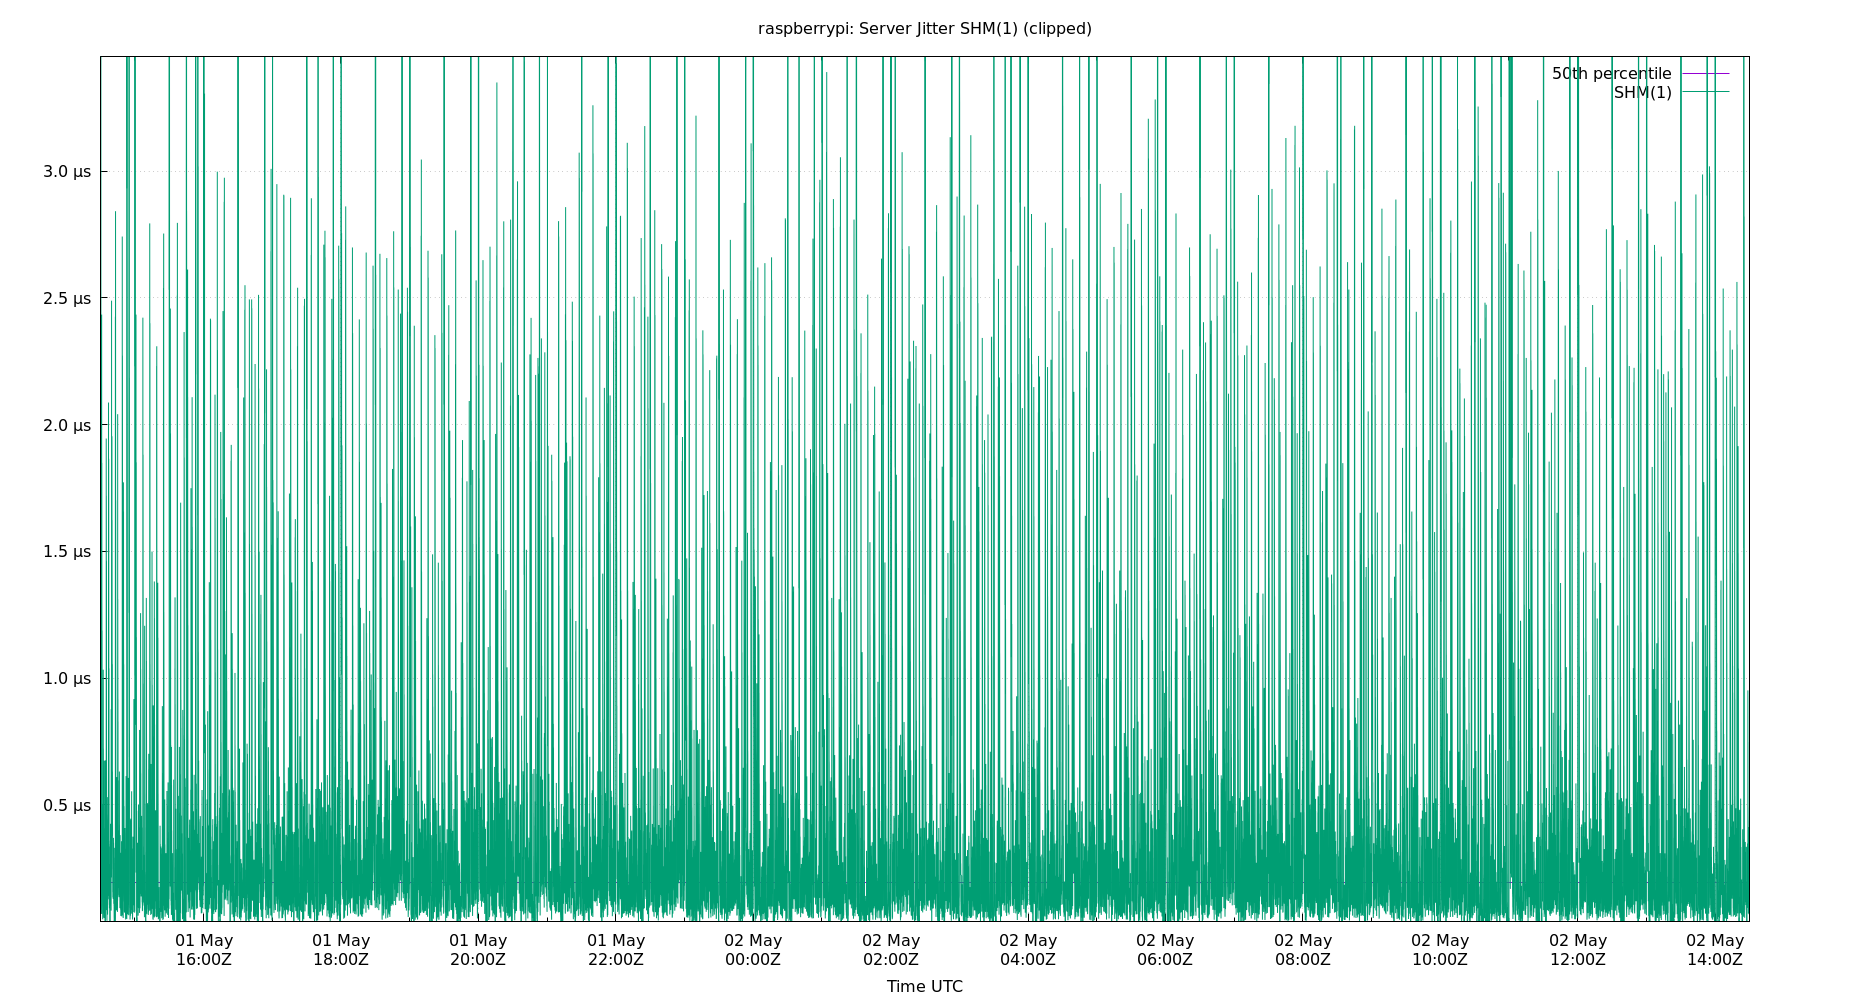 raspberrypi: Server Jitter SHM(1) (clipped)
50th percentile
SHM(1)
3.0 µs
2.5 µs
2.0 µs
1.5 µs
1.0 µs
0.5 µs
01 May 01 May 01 May 01 May 02 May 02 May 02 May 02 May 02 May 02 May 02 May 02 May
16:00Z 18:00Z 20:00Z 22:00Z 00:00Z 02:00Z 04:00Z 06:00Z 08:00Z 10:00Z 12:00Z 14:00Z
Time UTC